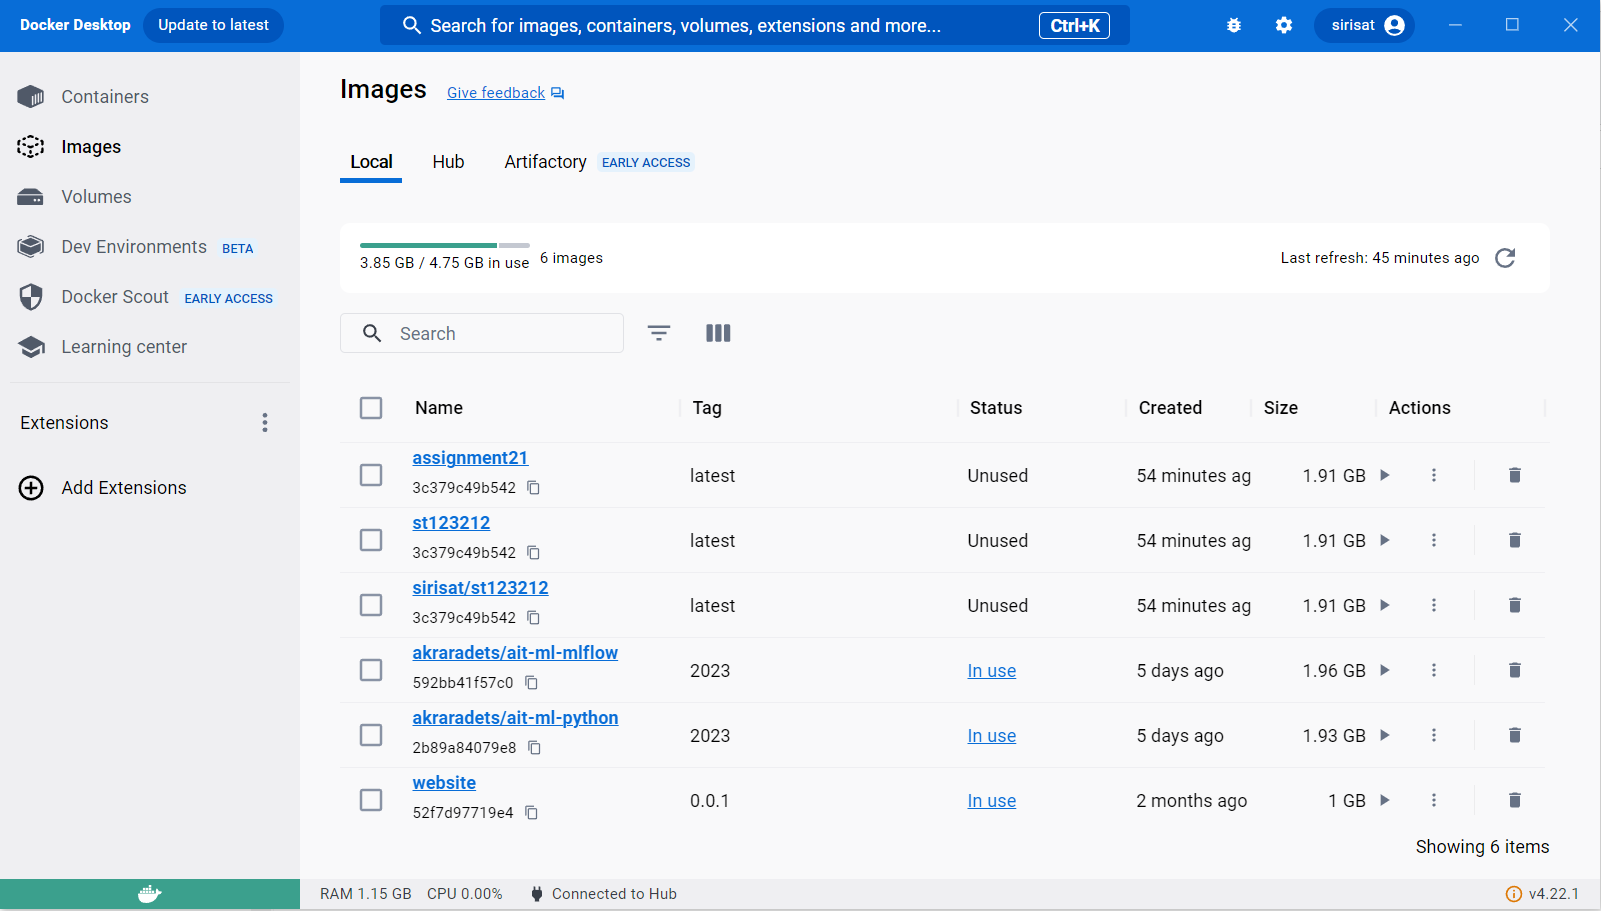 Docker Desktop Update to latest Search for images, containers, volumes, extensions and more... Ctrl+K sirisat
Containers
Images
Volumes
Dev Environments BETA
Docker Scout EARLY ACCESS
Learning center
Extensions
Add Extensions
Images Give feedback
Local Hub Artifactory EARLY ACCESS
3.85 GB / 4.75 GB in use 6 images Last refresh: 45 minutes ago
Search
Name Tag Status Created Size Actions
assignment21
3c379c49b542
latest Unused 54 minutes ag 1.91 GB
st123212
3c379c49b542
latest Unused 54 minutes ag 1.91 GB
sirisat/st123212
3c379c49b542
latest Unused 54 minutes ag 1.91 GB
akraradets/ait-ml-mlflow
592bb41f57c0
2023 In use 5 days ago 1.96 GB
akraradets/ait-ml-python
2b89a84079e8
2023 In use 5 days ago 1.93 GB
website
52f7d97719e4
0.0.1 In use 2 months ago 1 GB
Showing 6 items
RAM 1.15 GB CPU 0.00% Connected to Hub v4.22.1